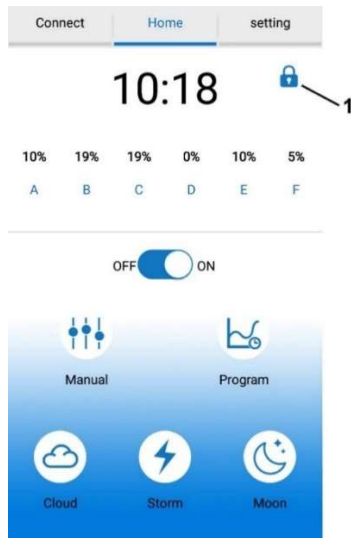 Connect Home setting
10:18
1
10% 19% 19% 0% 10% 5%
A B C D E F
OFF ON
Manual Program
Cloud Storm Moon